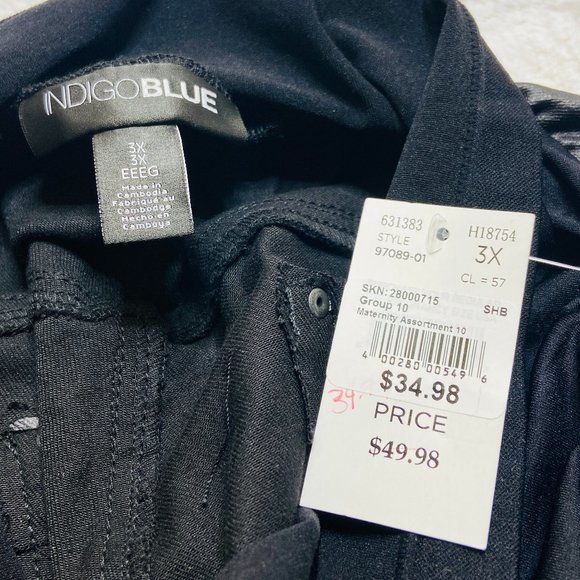 INDIGOBLUE
3X
3X
EEEG
Made in
Cambodia
Fabriqué au
Cambodge
Hecho en
Camboya
631383 H18754
STYLE 3X
97089-01
CL = 57
SKN: 28000715
Group 10 SHB
Maternity Assortment 10
4 00280 00549 6
$34.98
39.
PRICE
$49.98